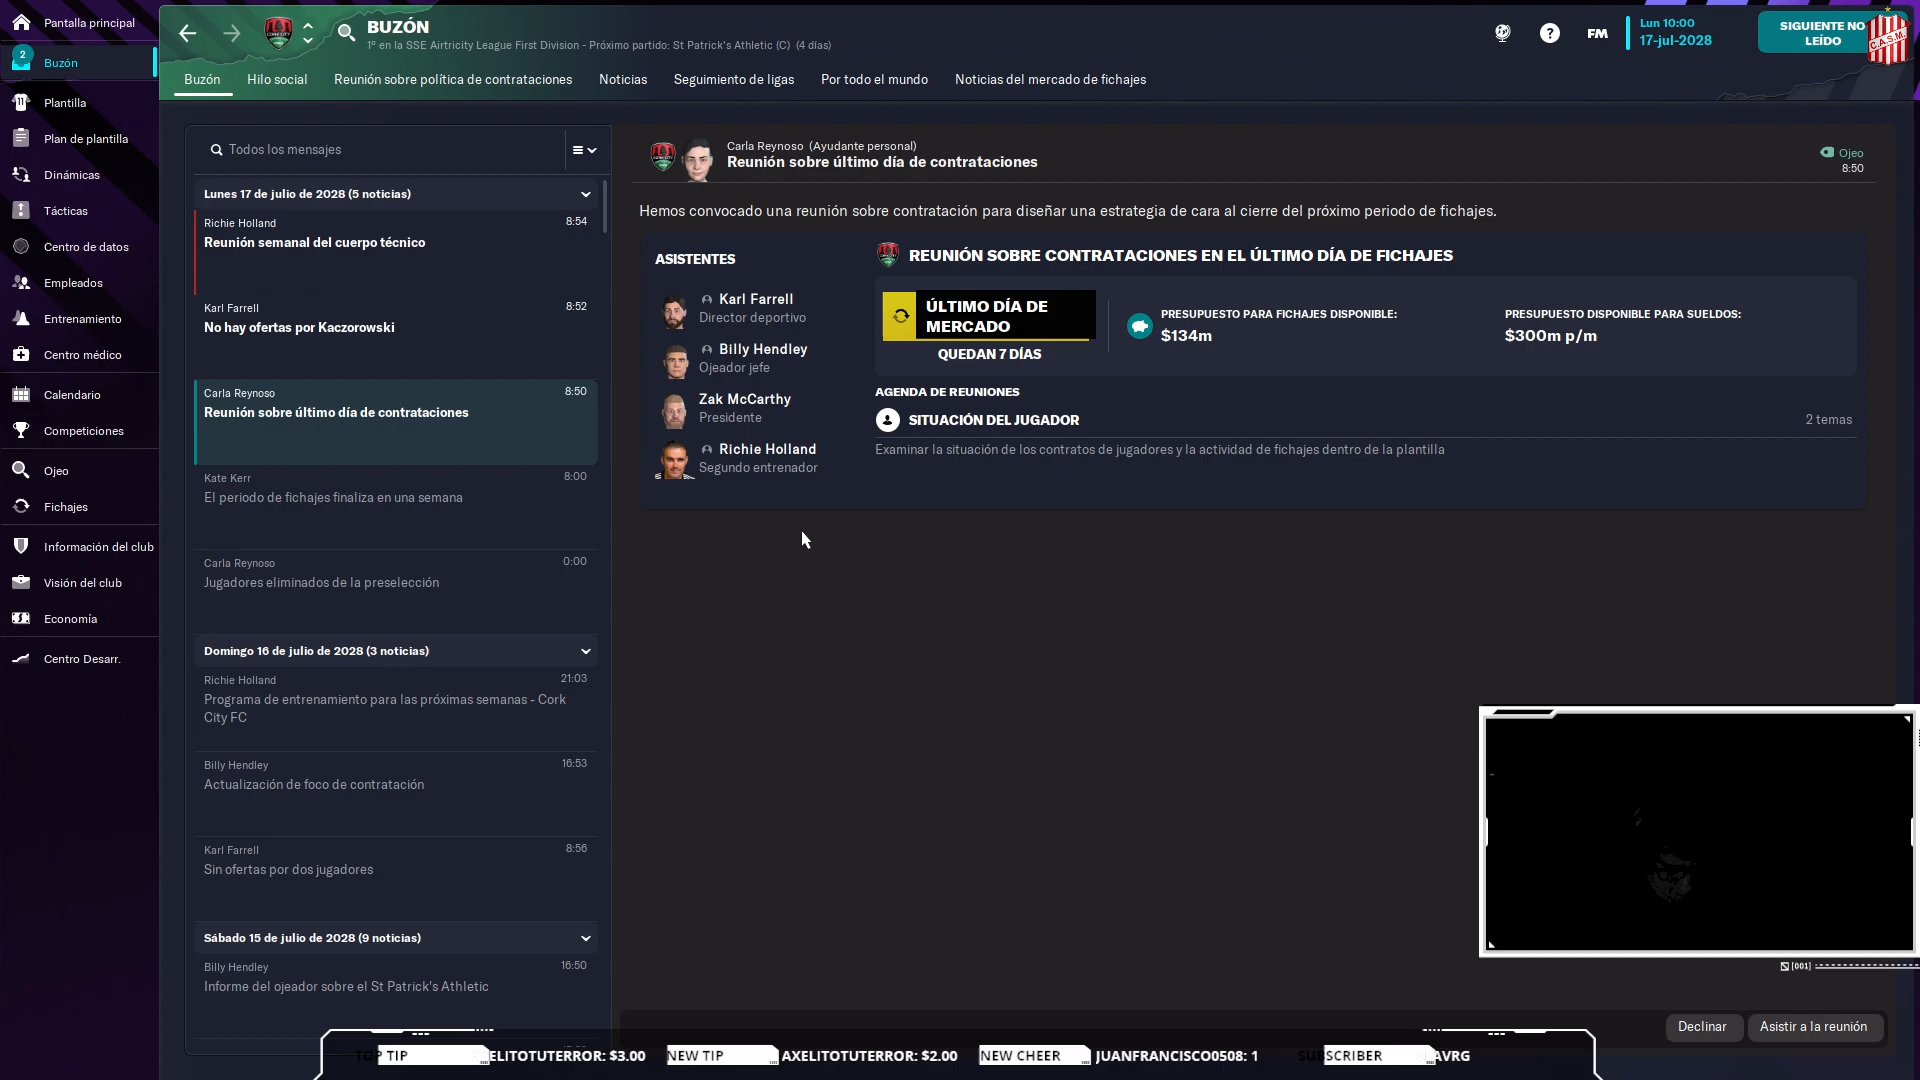 Pantalla principal
2
Buzón
Plantilla
Plan de plantilla
Dinámicas
Tácticas
Centro de datos
Empleados
Entrenamiento
Centro médico
Calendario
Competiciones
Ojeo
Fichajes
Información del club
Visión del club
Economía
Centro Desarr.
BUZÓN
1º en la SSE Airtricity League First Division - Próximo partido: St Patrick's Athletic (C) (4 días)
FM
Lun 10:00
17-jul-2028
SIGUIENTE NO
LEÍDO
C.A.S.M.
Buzón
Hilo social
Reunión sobre política de contrataciones
Noticias
Seguimiento de ligas
Por todo el mundo
Noticias del mercado de fichajes
Todos los mensajes
Lunes 17 de julio de 2028 (5 noticias)
Richie Holland 8:54
Reunión semanal del cuerpo técnico
Karl Farrell 8:52
No hay ofertas por Kaczorowski
Carla Reynoso 8:50
Reunión sobre último día de contrataciones
Kate Kerr 8:00
El periodo de fichajes finaliza en una semana
Carla Reynoso 0:00
Jugadores eliminados de la preselección
Domingo 16 de julio de 2028 (3 noticias)
Richie Holland 21:03
Programa de entrenamiento para las próximas semanas - Cork
City FC
Billy Hendley 16:53
Actualización de foco de contratación
Karl Farrell 8:56
Sin ofertas por dos jugadores
Sábado 15 de julio de 2028 (9 noticias)
Billy Hendley 16:50
Informe del ojeador sobre el St Patrick's Athletic
Carla Reynoso (Ayudante personal)
Reunión sobre último día de contrataciones
Ojeo
8:50
Hemos convocado una reunión sobre contratación para diseñar una estrategia de cara al cierre del próximo periodo de fichajes.
ASISTENTES
Karl Farrell
Director deportivo
Billy Hendley
Ojeador jefe
Zak McCarthy
Presidente
Richie Holland
Segundo entrenador
REUNIÓN SOBRE CONTRATACIONES EN EL ÚLTIMO DÍA DE FICHAJES
ÚLTIMO DÍA DE
MERCADO
QUEDAN 7 DÍAS
PRESUPUESTO PARA FICHAJES DISPONIBLE:
$134m
PRESUPUESTO DISPONIBLE PARA SUELDOS:
$300m p/m
AGENDA DE REUNIONES
SITUACIÓN DEL JUGADOR 2 temas
Examinar la situación de los contratos de jugadores y la actividad de fichajes dentro de la plantilla
[001]
Declinar
Asistir a la reunión
TOP TIP
ELITOTUTERROR: $3.00
NEW TIP
AXELITOTUTERROR: $2.00
NEW CHEER
JUANFRANCISCO0508: 1
SUBSCRIBER
AVRG